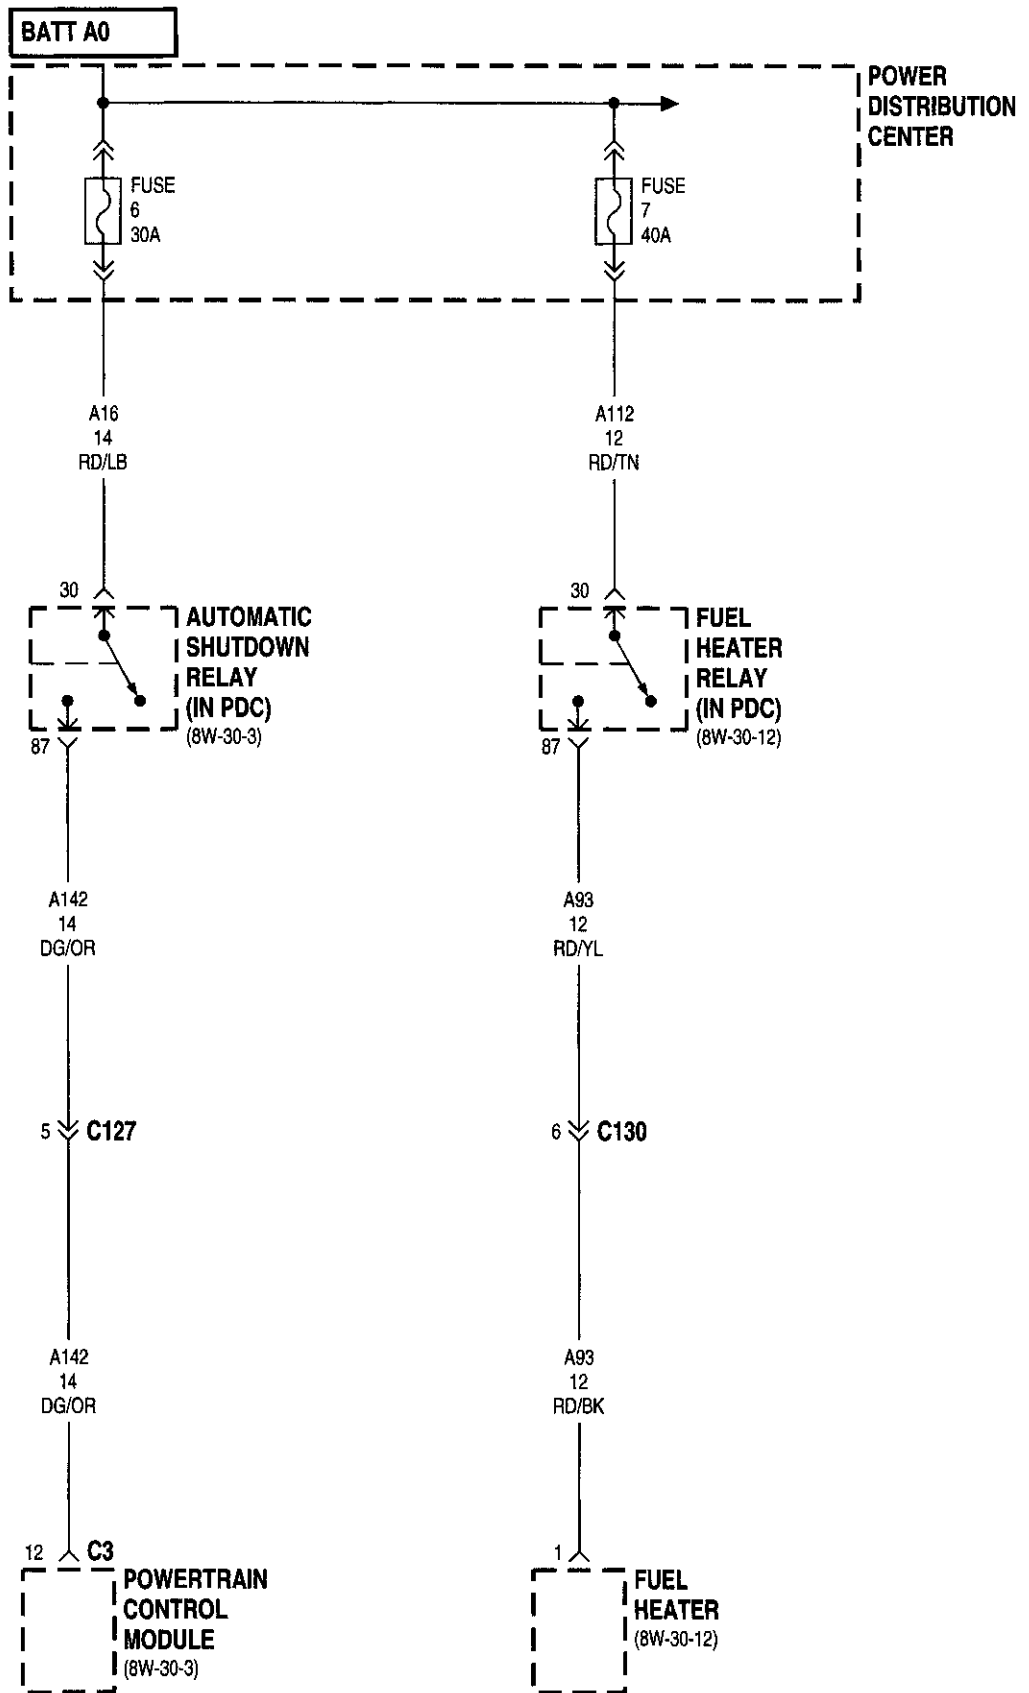 BATT A0
POWER
DISTRIBUTION
CENTER
FUSE
6
30A
FUSE
7
40A
A16
14
RD/LB
A112
12
RD/TN
30
AUTOMATIC
SHUTDOWN
RELAY
(IN PDC)
(8W-30-3)
87
30
FUEL
HEATER
RELAY
(IN PDC)
(8W-30-12)
87
A142
14
DG/OR
A93
12
RD/YL
5 C127
6 C130
A142
14
DG/OR
A93
12
RD/BK
12 C3
POWERTRAIN
CONTROL
MODULE
(8W-30-3)
1
FUEL
HEATER
(8W-30-12)